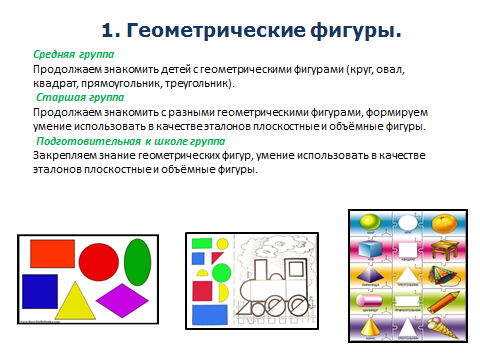 1. Геометрические фигуры.
Средняя группа
Продолжаем знакомить детей с геометрическими фигурами (круг, овал,
квадрат, прямоугольник, треугольник).
Старшая группа
Продолжаем знакомить с разными геометрическими фигурами, формируем
умение использовать в качестве эталонов плоскостные и объёмные фигуры.
Подготовительная к школе группа
Закрепляем знание геометрических фигур, умение использовать в качестве
эталонов плоскостные и объёмные фигуры.